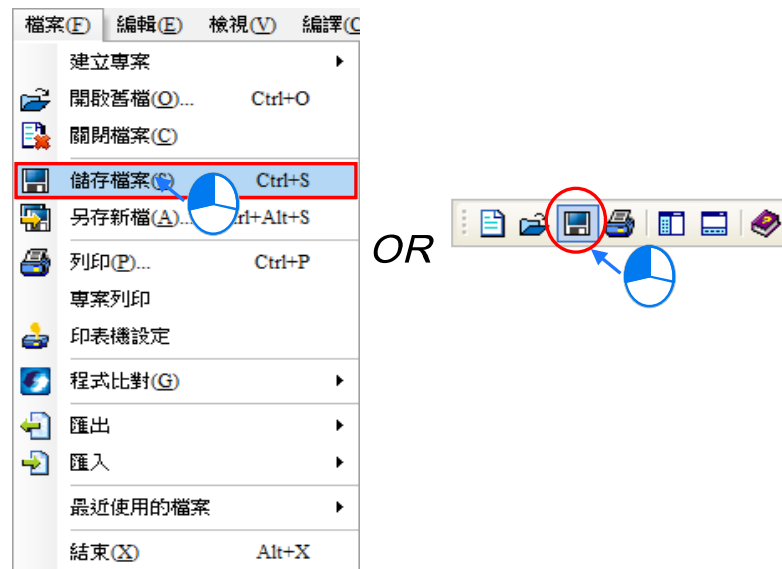 檔案(F) 編輯(E) 檢視(V) 編譯(C
建立專案
開啟舊檔(O)... Ctrl+O
關閉檔案(C)
儲存檔案(S) Ctrl+S
另存新檔(A)... rl+Alt+S
列印(P)... Ctrl+P
專案列印
印表機設定
程式比對(G)
匯出
匯入
最近使用的檔案
結束(X) Alt+X
OR